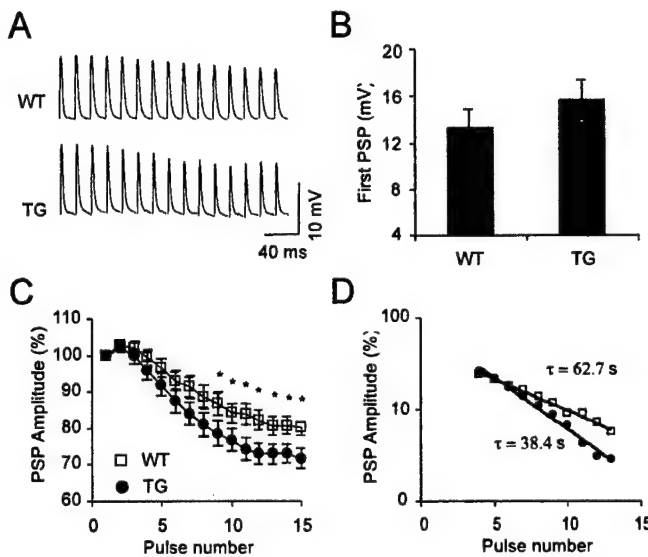 A
WT
TG
10 mV
40 ms
B
First PSP (mV)
20
16
12
8
4
WT
TG
C
PSP Amplitude (%)
110
100
90
80
70
60
* * * * * * *
WT
TG
0
5
10
15
Pulse number
D
PSP Amplitude (%)
100
10
0
τ = 62.7 s
τ = 38.4 s
0
5
10
15
Pulse number